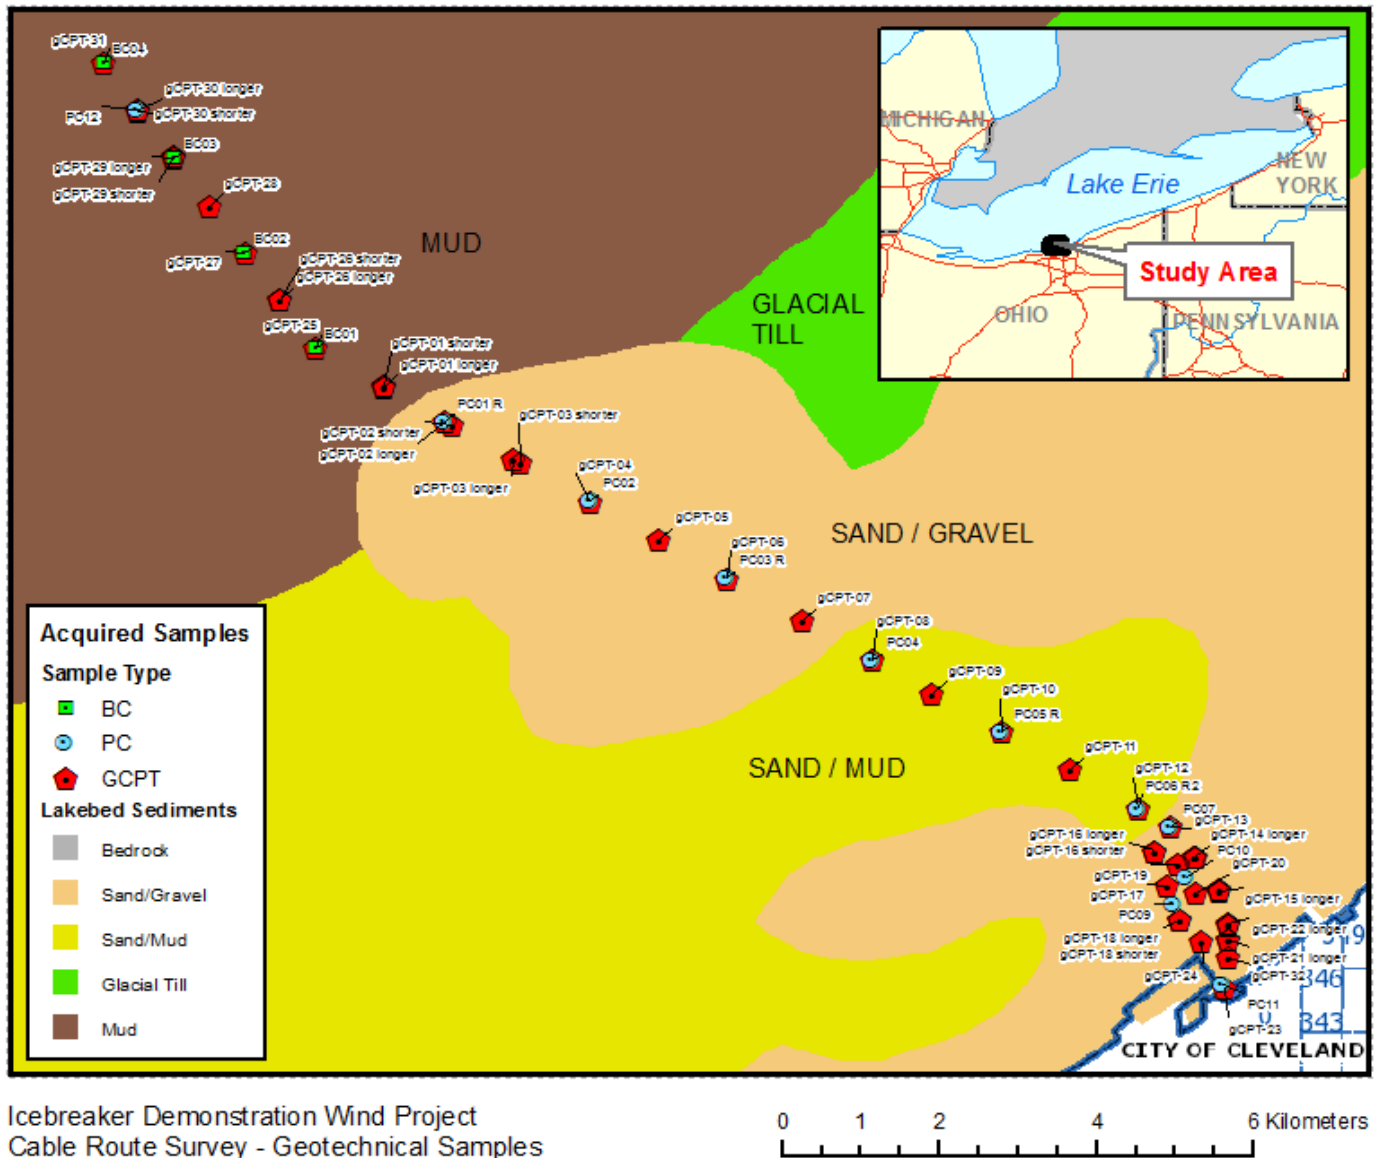 gCPT-31
BC04
gCPT-30 longer
PC12
gCPT-30 shorter
BC03
gCPT-29 longer
gCPT-29 shorter
gCPT-28
BC02
gCPT-27
gCPT-26 shorter
gCPT-26 longer
gCPT-25
BC01
gCPT-01 shorter
gCPT-01 longer
PC01 R
gCPT-02 shorter
gCPT-02 longer
gCPT-03 shorter
gCPT-03 longer
gCPT-04
PC02
gCPT-05
gCPT-06
PC03 R
gCPT-07
gCPT-08
PC04
gCPT-09
gCPT-10
PC05 R
gCPT-11
gCPT-12
PC06 R2
PC07
gCPT-13
gCPT-14 longer
gCPT-16 longer
gCPT-16 shorter
PC10
gCPT-20
gCPT-19
gCPT-17
gCPT-15 longer
PC09
gCPT-18 longer
gCPT-18 shorter
gCPT-22 longer
gCPT-21 longer
gCPT-24
gCPT-32
PC11
gCPT-23
MUD
GLACIAL
TILL
SAND / GRAVEL
SAND / MUD
MICHIGAN
Lake Erie
NEW
YORK
Study Area
OHIO
PENNSYLVANIA
346
343
CITY OF CLEVELAND
Acquired Samples
Sample Type
BC
PC
GCPT
Lakebed Sediments
Bedrock
Sand/Gravel
Sand/Mud
Glacial Till
Mud
Icebreaker Demonstration Wind Project
Cable Route Survey - Geotechnical Samples
0 1 2 4 6 Kilometers